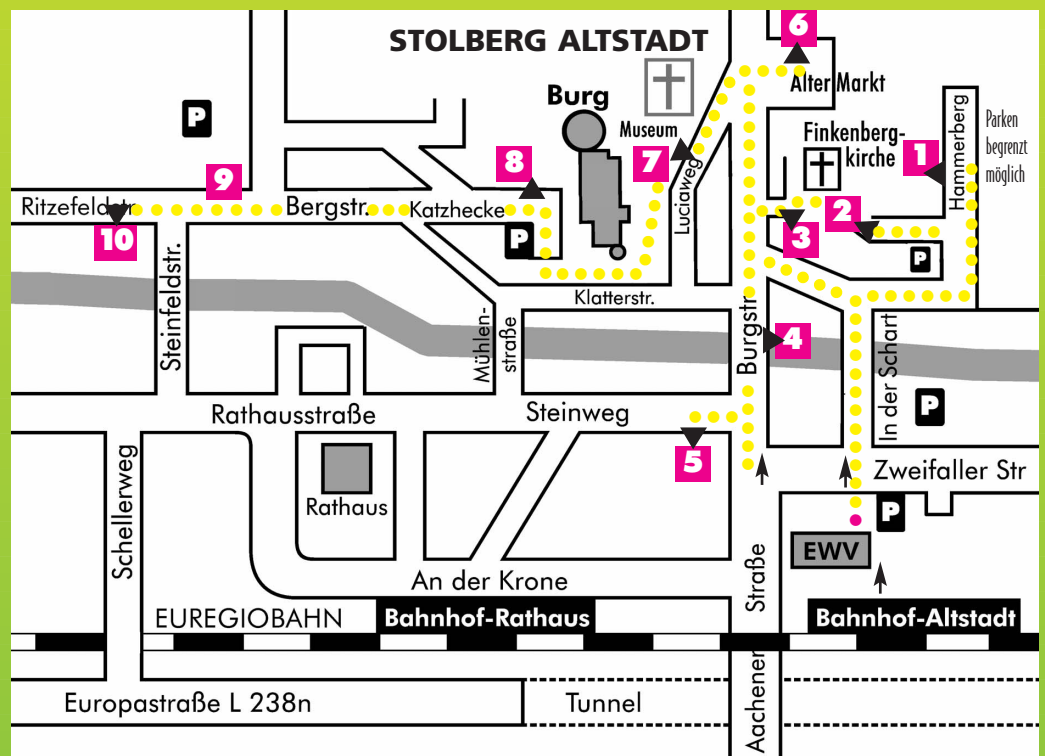 6
STOLBERG ALTSTADT
Alter Markt
Burg
P
Museum
Finkenberg-
kirche
Parken
begrenzt
möglich
1
Hammerberg
7
8
9
Luciaweg
Ritzefeldstr
Bergstr.
Katzhecke
2
3
10
P
P
Klatterstr.
Steinfeldstr.
Mühlen-
straße
Burgstr
4
In der Schart
P
Rathausstraße
Steinweg
5
Zweifaller Str
Schellerweg
Rathaus
P
EWV
An der Krone
Aachener Straße
EUREGIOBAHN
Bahnhof-Rathaus
Bahnhof-Altstadt
Europastraße L 238n
Tunnel